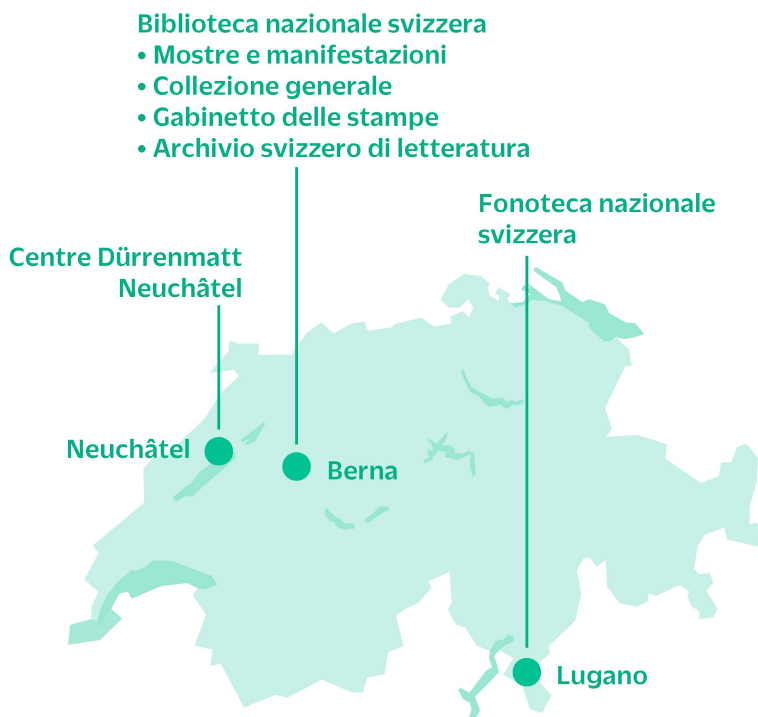 Biblioteca nazionale svizzera
• Mostre e manifestazioni
• Collezione generale
• Gabinetto delle stampe
• Archivio svizzero di letteratura
Fonoteca nazionale
svizzera
Centre Dürrenmatt
Neuchâtel
Neuchâtel
Berna
Lugano